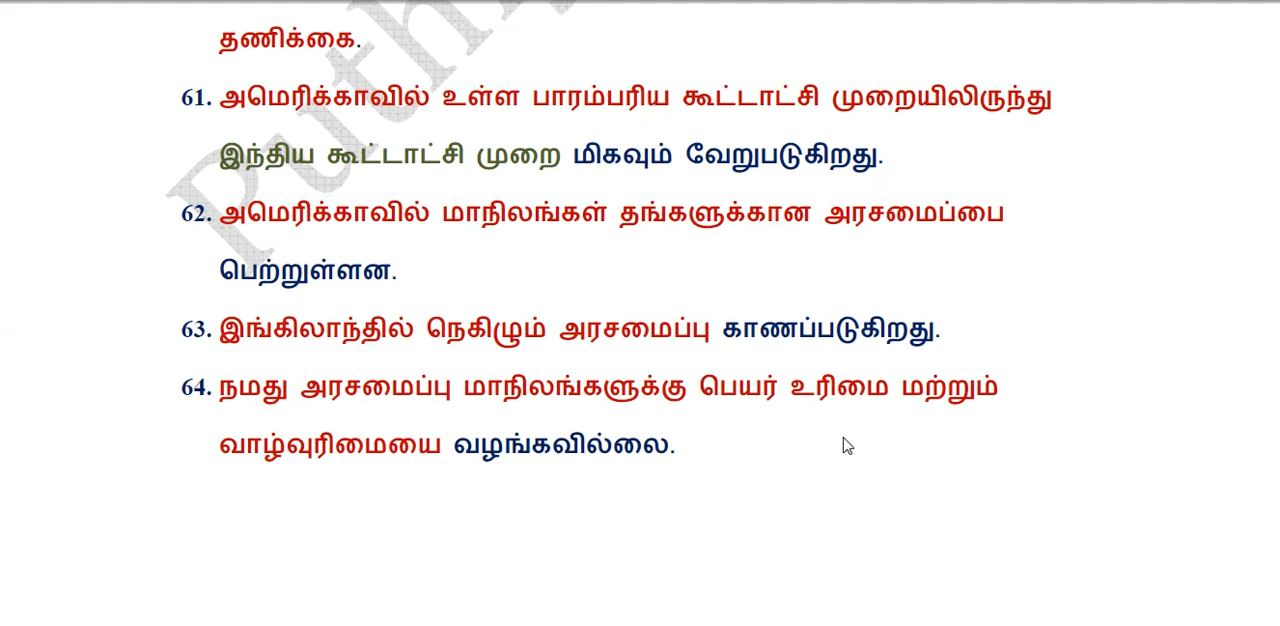 தணிக்கை.
61. அமெரிக்காவில் உள்ள பாரம்பரிய கூட்டாட்சி முறையிலிருந்து
இந்திய கூட்டாட்சி முறை மிகவும் வேறுபடுகிறது.
62. அமெரிக்காவில் மாநிலங்கள் தங்களுக்கான அரசமைப்பை
பெற்றுள்ளன.
63. இங்கிலாந்தில் நெகிழும் அரசமைப்பு காணப்படுகிறது.
64. நமது அரசமைப்பு மாநிலங்களுக்கு பெயர் உரிமை மற்றும்
வாழ்வுரிமையை வழங்கவில்லை.